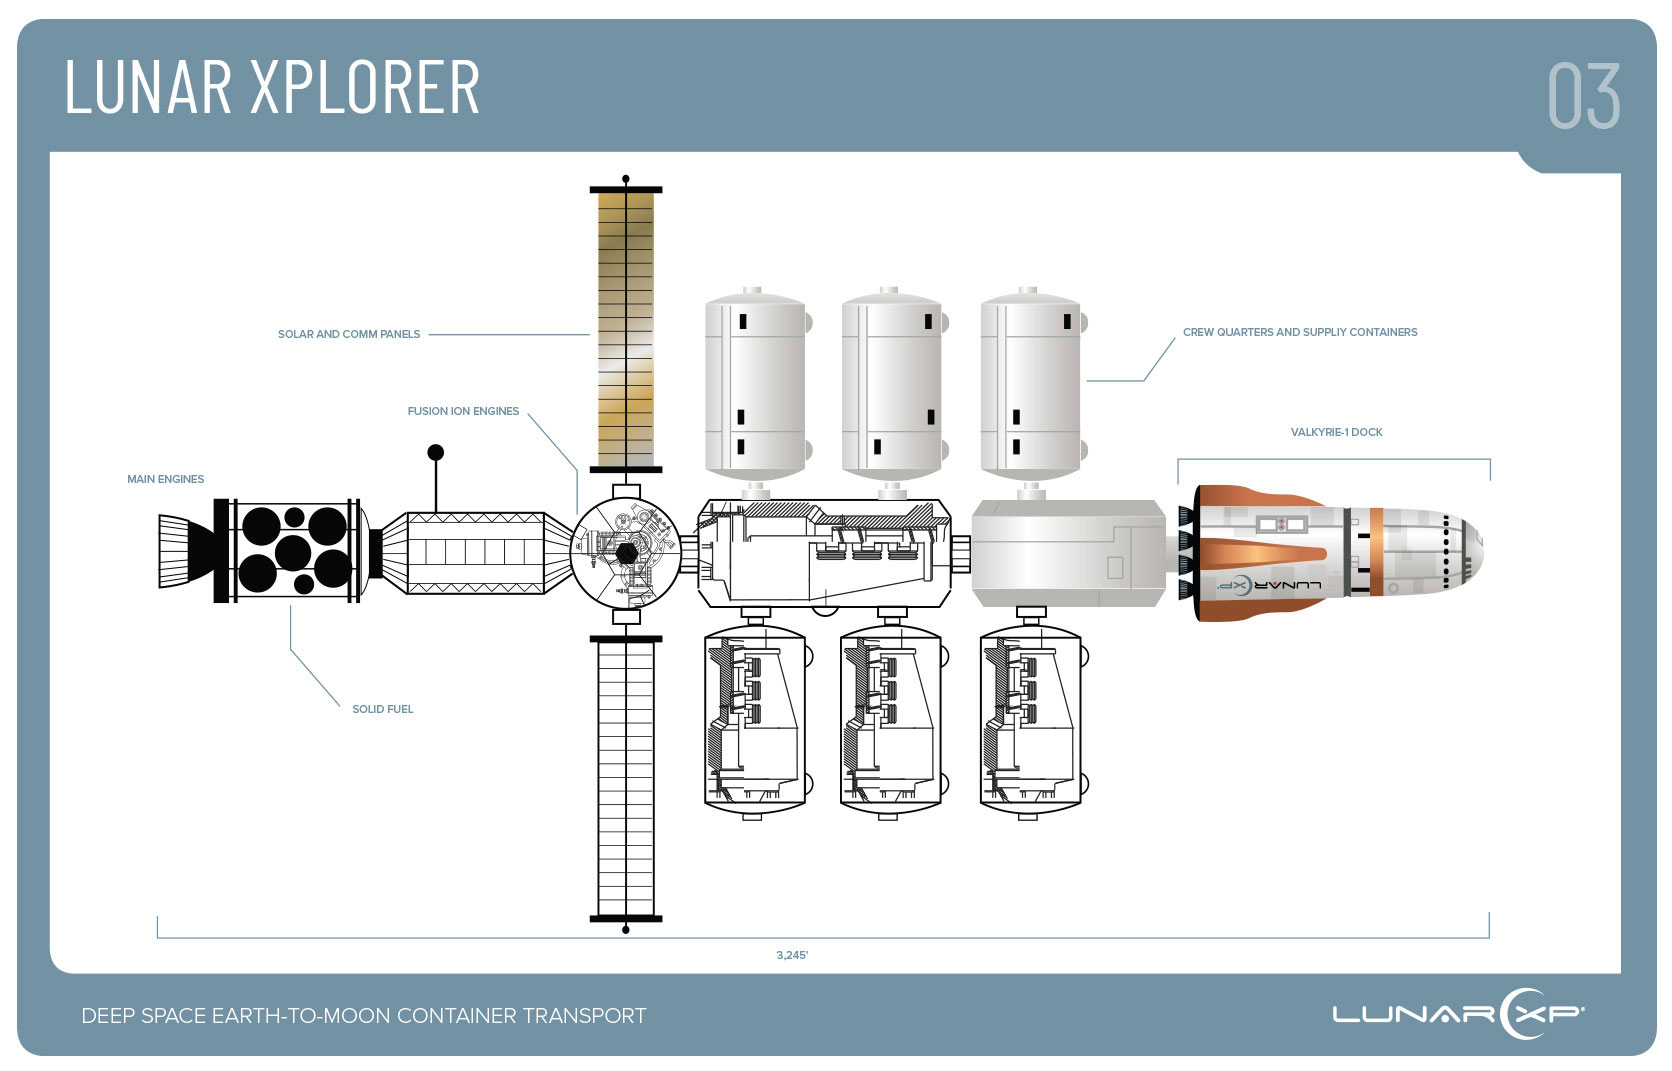 LUNAR XPLORER
03
SOLAR AND COMM PANELS
CREW QUARTERS AND SUPPLIY CONTAINERS
FUSION ION ENGINES
VALKYRIE-1 DOCK
MAIN ENGINES
LUNAR XP
SOLID FUEL
3,245'
DEEP SPACE EARTH-TO-MOON CONTAINER TRANSPORT
LUNAR XP